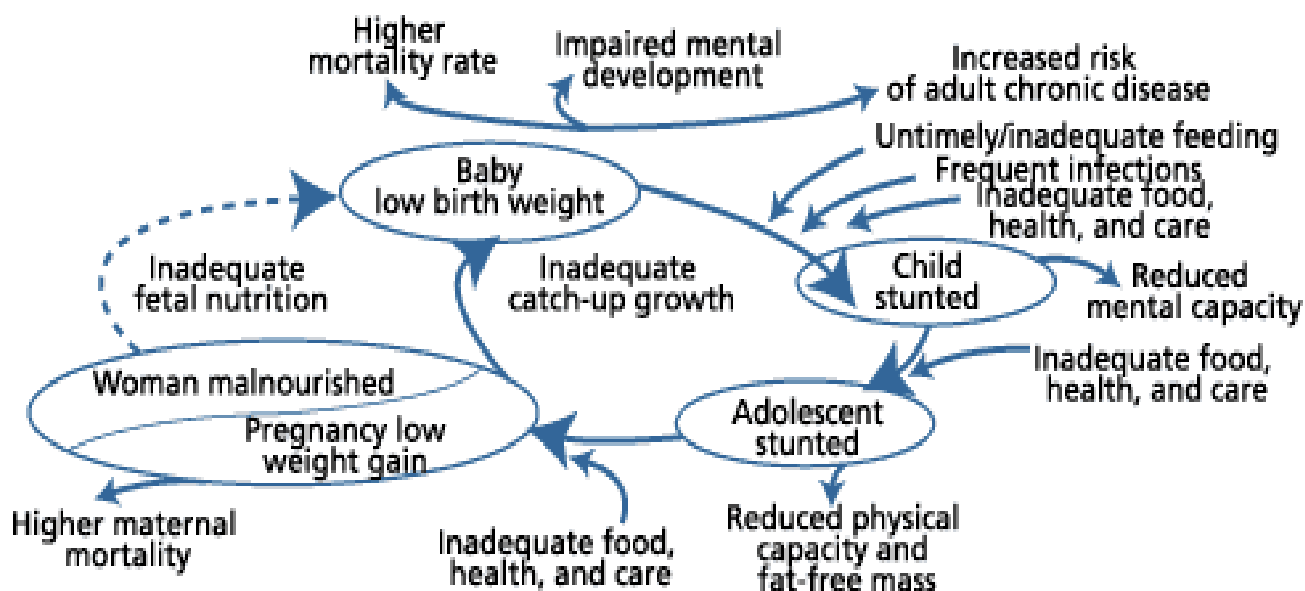 Higher
mortality rate
Impaired mental
development
Increased risk
of adult chronic disease
Untimely/inadequate feeding
Frequent infections
Inadequate food,
health, and care
Baby
low birth weight
Inadequate
fetal nutrition
Inadequate
catch-up growth
Child
stunted
Reduced
mental capacity
Inadequate food,
health, and care
Woman malnourished
Pregnancy low
weight gain
Adolescent
stunted
Higher maternal
mortality
Inadequate food,
health, and care
Reduced physical
capacity and
fat-free mass